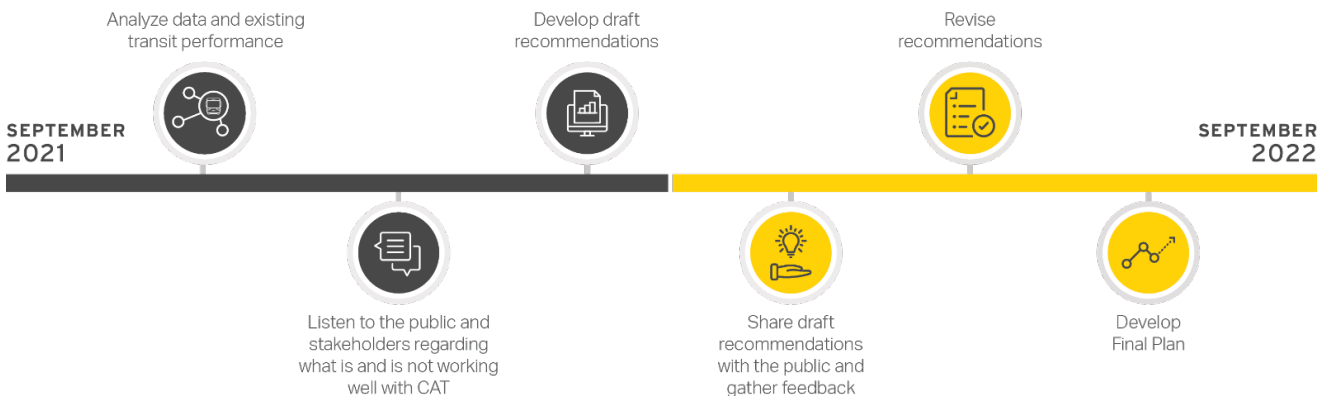 SEPTEMBER
2021
Analyze data and existing
transit performance
Listen to the public and
stakeholders regarding
what is and is not working
well with CAT
Develop draft
recommendations
Share draft
recommendations
with the public and
gather feedback
Revise
recommendations
Develop
Final Plan
SEPTEMBER
2022